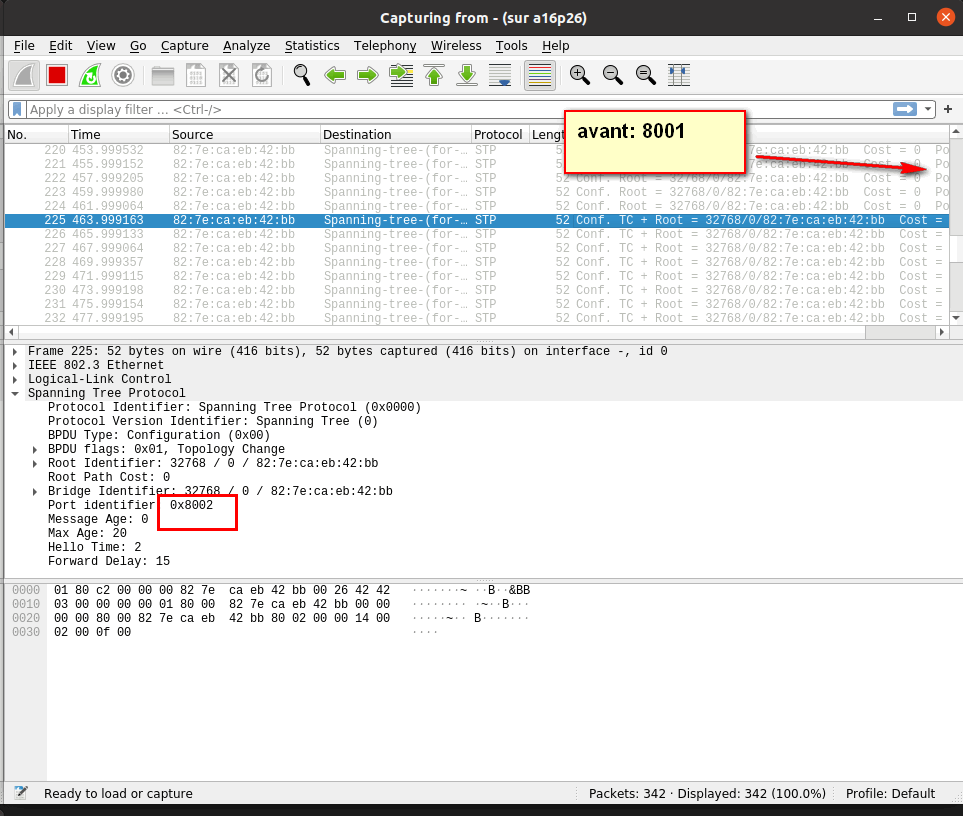 Capturing from - (sur a16p26)
File Edit View Go Capture Analyze Statistics Telephony Wireless Tools Help
Apply a display filter ... <Ctrl-/>
avant: 8001
No. Time Source Destination Protocol Lengt
220 453.999532 82:7e:ca:eb:42:bb Spanning-tree-(for-… STP 5 7e:ca:eb:42:bb Cost = 0 Po
221 455.999152 82:7e:ca:eb:42:bb Spanning-tree-(for-… STP 5 7e:ca:eb:42:bb Cost = 0 Po
222 457.999205 82:7e:ca:eb:42:bb Spanning-tree-(for-… STP 52 Conf. Root = 32768/0/82:7e:ca:eb:42:bb Cost = 0 Po
223 459.999980 82:7e:ca:eb:42:bb Spanning-tree-(for-… STP 52 Conf. Root = 32768/0/82:7e:ca:eb:42:bb Cost = 0 Po
224 461.999064 82:7e:ca:eb:42:bb Spanning-tree-(for-… STP 52 Conf. Root = 32768/0/82:7e:ca:eb:42:bb Cost = 0 Po
225 463.999163 82:7e:ca:eb:42:bb Spanning-tree-(for-… STP 52 Conf. TC + Root = 32768/0/82:7e:ca:eb:42:bb Cost =
226 465.999133 82:7e:ca:eb:42:bb Spanning-tree-(for-… STP 52 Conf. TC + Root = 32768/0/82:7e:ca:eb:42:bb Cost =
227 467.999064 82:7e:ca:eb:42:bb Spanning-tree-(for-… STP 52 Conf. TC + Root = 32768/0/82:7e:ca:eb:42:bb Cost =
228 469.999357 82:7e:ca:eb:42:bb Spanning-tree-(for-… STP 52 Conf. TC + Root = 32768/0/82:7e:ca:eb:42:bb Cost =
229 471.999115 82:7e:ca:eb:42:bb Spanning-tree-(for-… STP 52 Conf. TC + Root = 32768/0/82:7e:ca:eb:42:bb Cost =
230 473.999198 82:7e:ca:eb:42:bb Spanning-tree-(for-… STP 52 Conf. TC + Root = 32768/0/82:7e:ca:eb:42:bb Cost =
231 475.999154 82:7e:ca:eb:42:bb Spanning-tree-(for-… STP 52 Conf. TC + Root = 32768/0/82:7e:ca:eb:42:bb Cost =
232 477.999195 82:7e:ca:eb:42:bb Spanning-tree-(for-… STP 52 Conf. TC + Root = 32768/0/82:7e:ca:eb:42:bb Cost =
Frame 225: 52 bytes on wire (416 bits), 52 bytes captured (416 bits) on interface -, id 0
IEEE 802.3 Ethernet
Logical-Link Control
Spanning Tree Protocol
Protocol Identifier: Spanning Tree Protocol (0x0000)
Protocol Version Identifier: Spanning Tree (0)
BPDU Type: Configuration (0x00)
BPDU flags: 0x01, Topology Change
Root Identifier: 32768 / 0 / 82:7e:ca:eb:42:bb
Root Path Cost: 0
Bridge Identifier: 32768 / 0 / 82:7e:ca:eb:42:bb
Port identifier: 0x8002
Message Age: 0
Max Age: 20
Hello Time: 2
Forward Delay: 15
0000 01 80 c2 00 00 00 82 7e ca eb 42 bb 00 26 42 42 ·······~ ··B··&BB
0010 03 00 00 00 00 01 80 00 82 7e ca eb 42 bb 00 00 ········ ·~··B···
0020 00 00 80 00 82 7e ca eb 42 bb 80 02 00 00 14 00 ·····~·· B·······
0030 02 00 0f 00 ····
Ready to load or capture
Packets: 342 · Displayed: 342 (100.0%)
Profile: Default